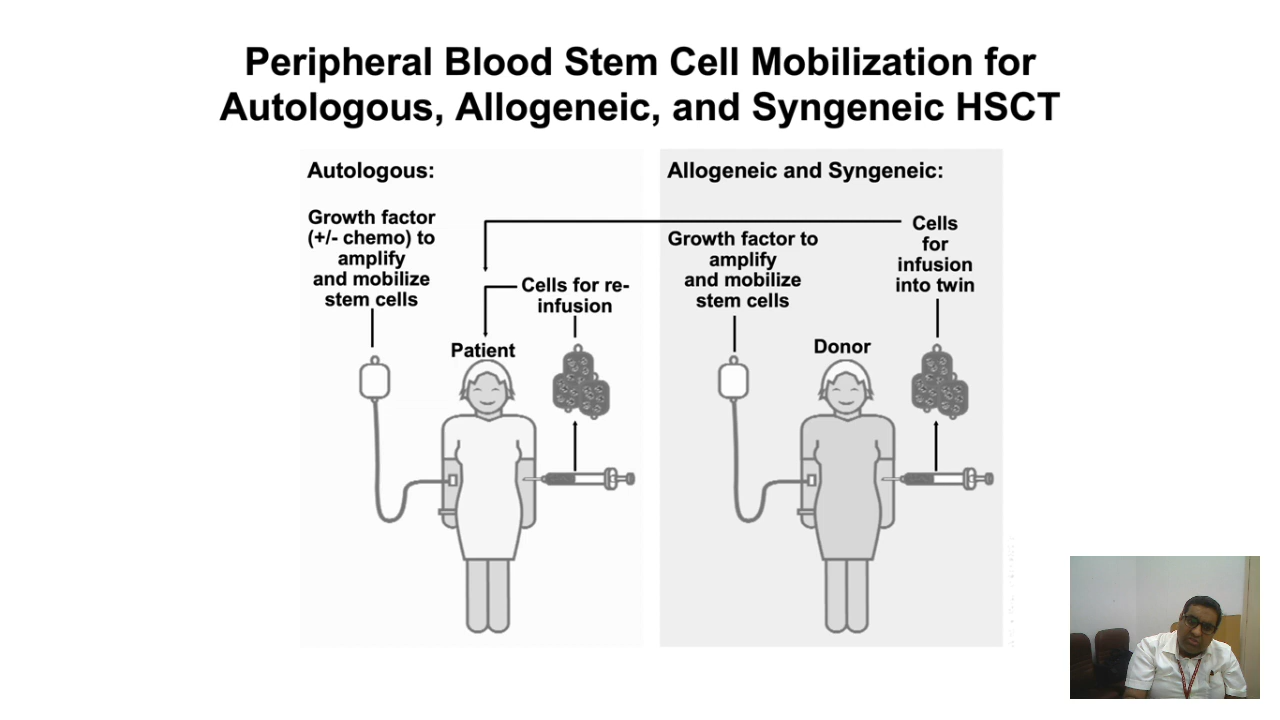 Peripheral Blood Stem Cell Mobilization for
Autologous, Allogeneic, and Syngeneic HSCT
Autologous:
Growth factor
(+/- chemo) to
amplify
and mobilize
stem cells
Cells for re-
infusion
Patient
Allogeneic and Syngeneic:
Growth factor to
amplify
and mobilize
stem cells
Cells
for
infusion
into twin
Donor